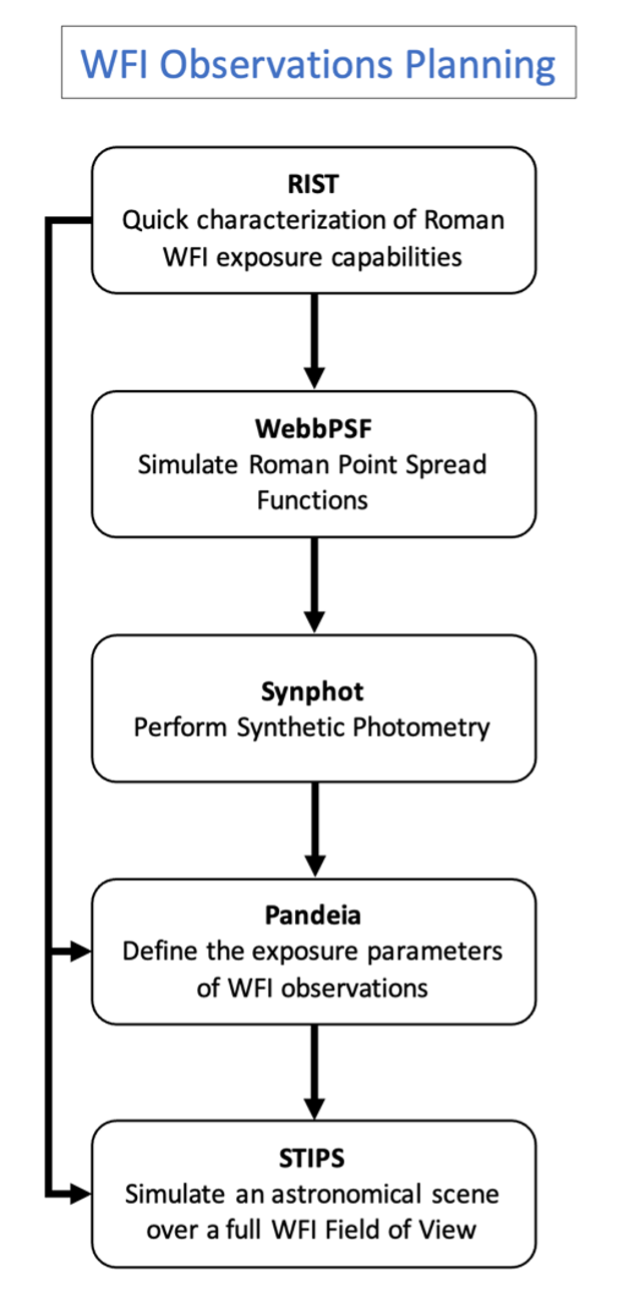 WFI Observations Planning
RIST
Quick characterization of Roman
WFI exposure capabilities
WebbPSF
Simulate Roman Point Spread
Functions
Synphot
Perform Synthetic Photometry
Pandeia
Define the exposure parameters
of WFI observations
STIPS
Simulate an astronomical scene
over a full WFI Field of View